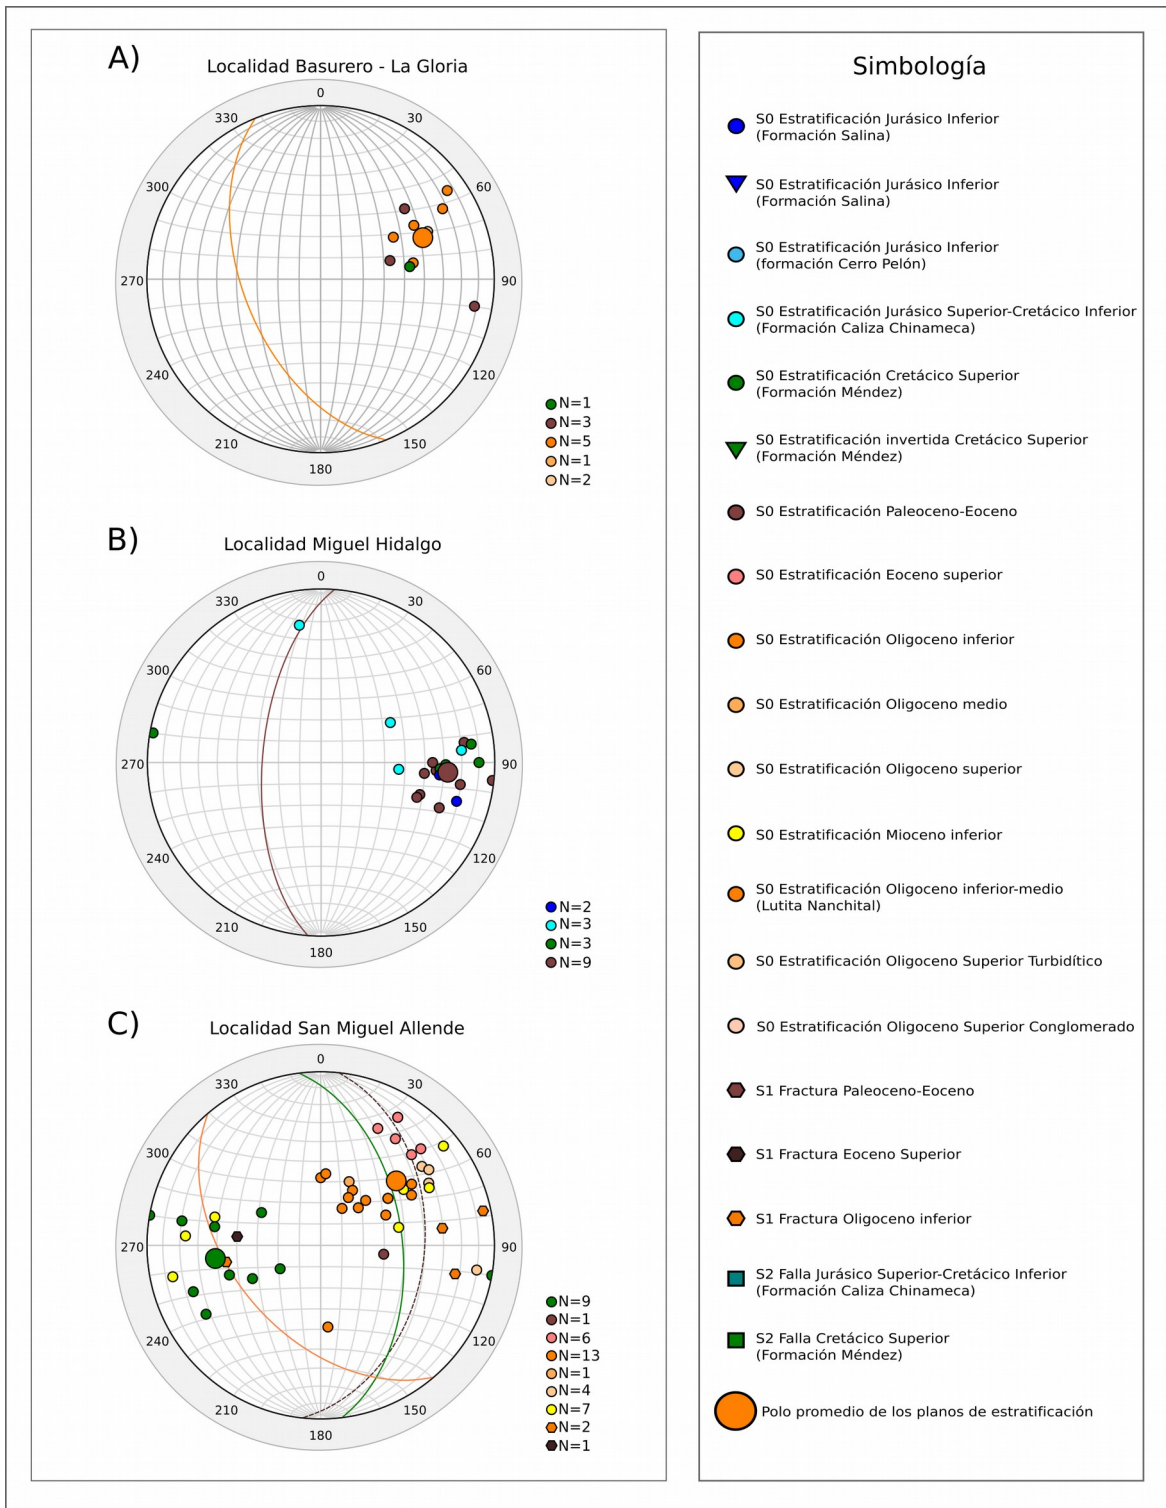 A)
Localidad Basurero - La Gloria
0
30
60
90
120
150
180
210
240
270
300
330
N=1
N=3
N=5
N=1
N=2
B)
Localidad Miguel Hidalgo
0
30
60
90
120
150
180
210
240
270
300
330
N=2
N=3
N=3
N=9
C)
Localidad San Miguel Allende
0
30
60
90
120
150
180
210
240
270
300
330
N=9
N=1
N=6
N=13
N=1
N=4
N=7
N=2
N=1
Simbología
S0 Estratificación Jurásico Inferior
(Formación Salina)
S0 Estratificación Jurásico Inferior
(Formación Salina)
S0 Estratificación Jurásico Inferior
(formación Cerro Pelón)
S0 Estratificación Jurásico Superior-Cretácico Inferior
(Formación Caliza Chinameca)
S0 Estratificación Cretácico Superior
(Formación Méndez)
S0 Estratificación invertida Cretácico Superior
(Formación Méndez)
S0 Estratificación Paleoceno-Eoceno
S0 Estratificación Eoceno superior
S0 Estratificación Oligoceno inferior
S0 Estratificación Oligoceno medio
S0 Estratificación Oligoceno superior
S0 Estratificación Mioceno inferior
S0 Estratificación Oligoceno inferior-medio
(Lutita Nanchital)
S0 Estratificación Oligoceno Superior Turbidítico
S0 Estratificación Oligoceno Superior Conglomerado
S1 Fractura Paleoceno-Eoceno
S1 Fractura Eoceno Superior
S1 Fractura Oligoceno inferior
S2 Falla Jurásico Superior-Cretácico Inferior
(Formación Caliza Chinameca)
S2 Falla Cretácico Superior
(Formación Méndez)
Polo promedio de los planos de estratificación